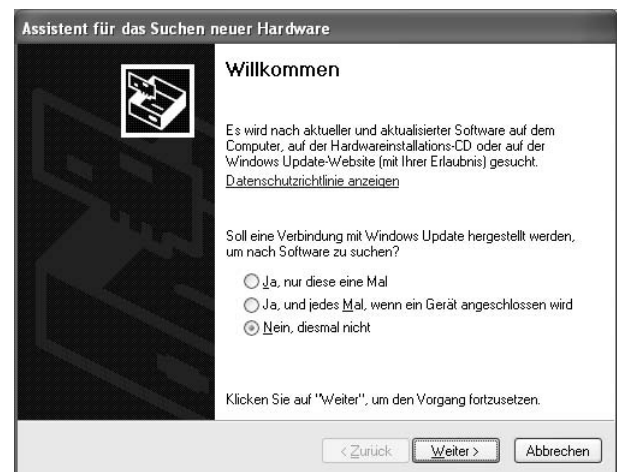 Assistent für das Suchen neuer Hardware
Willkommen
Es wird nach aktueller und aktualisierter Software auf dem
Computer, auf der Hardwareinstallations-CD oder auf der
Windows Update-Website (mit Ihrer Erlaubnis) gesucht.
Datenschutzrichtlinie anzeigen
Soll eine Verbindung mit Windows Update hergestellt werden,
um nach Software zu suchen?
Ja, nur diese eine Mal
Ja, und jedes Mal, wenn ein Gerät angeschlossen wird
Nein, diesmal nicht
Klicken Sie auf "Weiter", um den Vorgang fortzusetzen.
< Zurück Weiter > Abbrechen